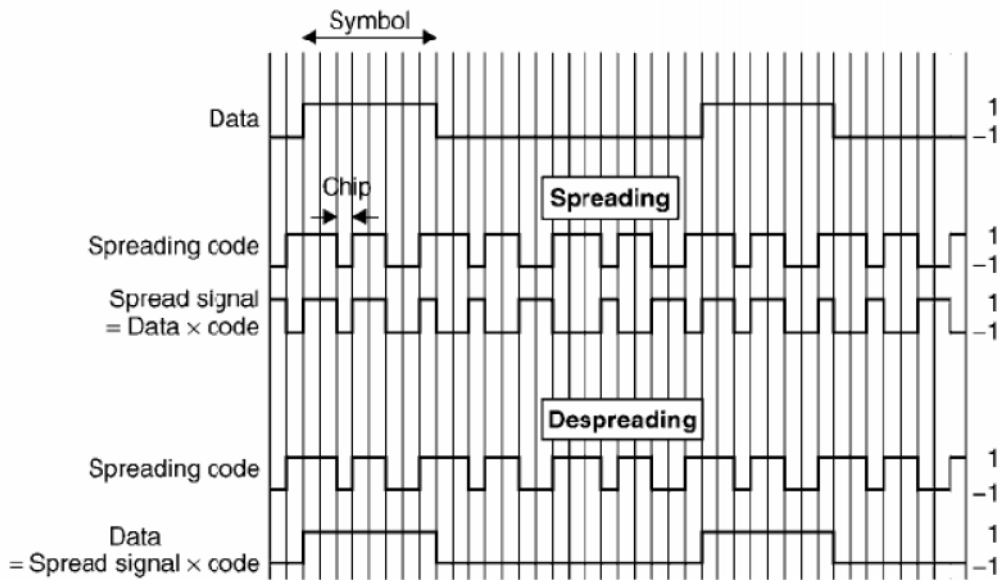 Symbol
Data
1
-1
Chip
Spreading
Spreading code
1
-1
Spread signal
= Data × code
1
-1
Despreading
Spreading code
1
-1
Data
= Spread signal × code
1
-1